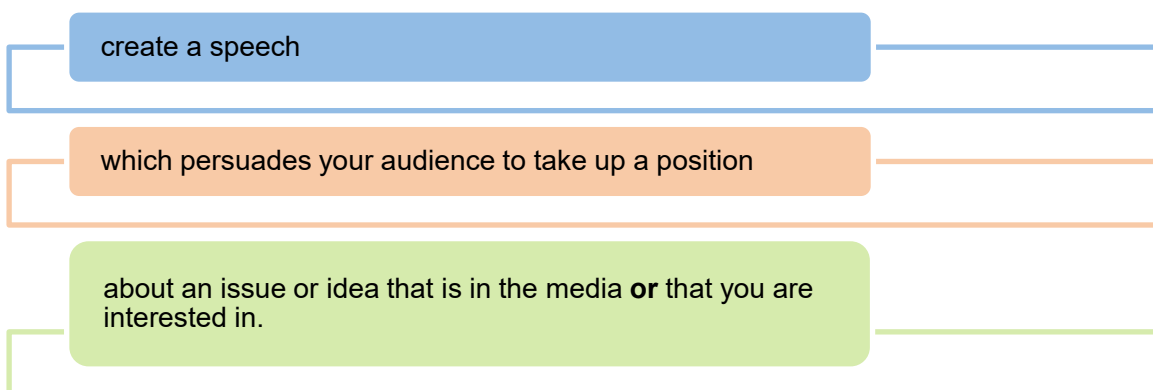 create a speech
which persuades your audience to take up a position
about an issue or idea that is in the media or that you are
interested in.